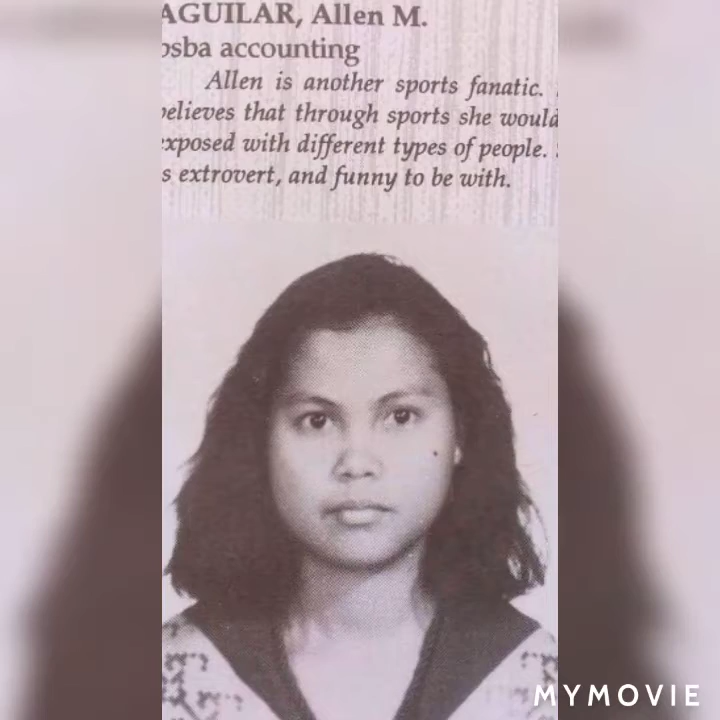 AGUILAR, Allen M.
bsba accounting
Allen is another sports fanatic.
believes that through sports she would
exposed with different types of people.
s extrovert, and funny to be with.
MYMOVIE